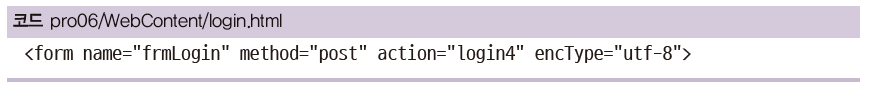 코드 pro06/WebContent/login.html
<form name="frmLogin" method="post" action="login4" encType="utf-8">